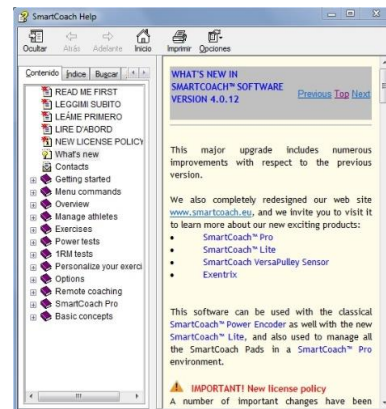 SmartCoach Help
Ocultar Atrás Adelante Inicio Imprimir Opciones
Contenido Índice Buscar
READ ME FIRST
LEGGIMI SUBITO
LEÁME PRIMERO
LIRE D'ABORD
NEW LICENSE POLICY
What's new
Contacts
Getting started
Menu commands
Overview
Manage athletes
Exercises
Power tests
1RM tests
Personalize your exerci
Options
Remote coaching
SmartCoach Pro
Basic concepts
WHAT'S NEW IN
SMARTCOACH™ SOFTWARE
VERSION 4.0.12
Previous Top Next
This major upgrade includes numerous
improvements with respect to the previous
version.
We also completely redesigned our web site
www.smartcoach.eu, and we invite you to visit it
to learn more about our new exciting products:
• SmartCoach™ Pro
• SmartCoach™ Lite
• SmartCoach VersaPulley Sensor
• Exentrix
This software can be used with the classical
SmartCoach™ Power Encoder as well with the new
SmartCoach™ Lite, and also used to manage all
the SmartCoach Pads in a SmartCoach™ Pro
environment.
IMPORTANT! New license policy
A number of important changes have been